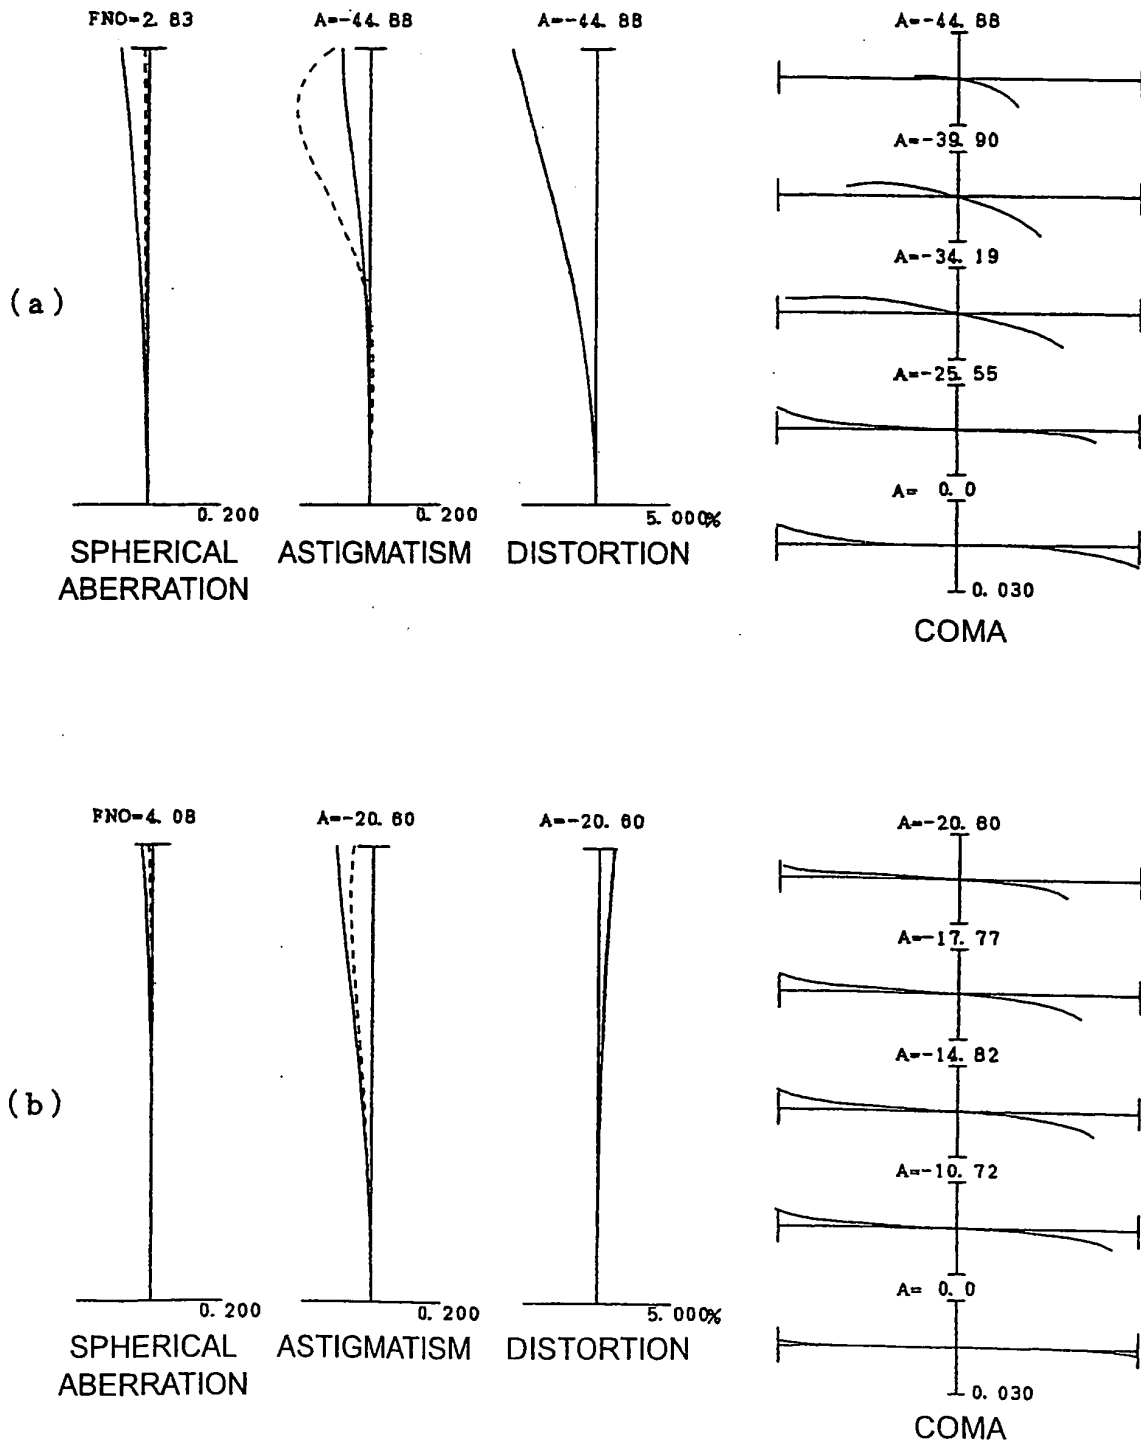 FNO=2. 83
A=-44. 88
A=-44. 88
A=-44. 88
A=-39. 90
A=-34. 19
A=-25. 55
A= 0. 0
(a)
0. 200
0. 200
5. 000%
0. 030
SPHERICAL
ABERRATION
ASTIGMATISM
DISTORTION
COMA
FNO=4. 08
A=-20. 60
A=-20. 60
A=-20. 60
A=-17. 77
A=-14. 82
A=-10. 72
A= 0. 0
(b)
0. 200
0. 200
5. 000%
0. 030
SPHERICAL
ABERRATION
ASTIGMATISM
DISTORTION
COMA